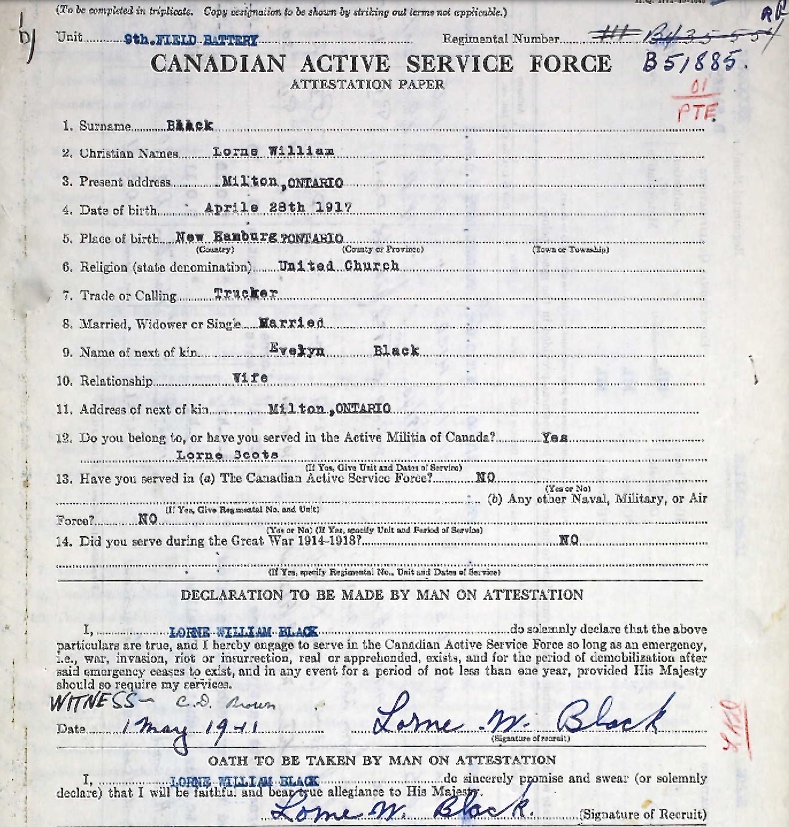 (To be completed in triplicate. Copy designation to be shown by striking out terms not applicable.)
Unit 9th.FIELD BATTERY Regimental Number
B51885.
CANADIAN ACTIVE SERVICE FORCE
ATTESTATION PAPER
01
PTE
1. Surname Black
2. Christian Names Lorne William
3. Present address Milton,ONTARIO
4. Date of birth Aprile 28th 1917
5. Place of birth New Hamburg ?ONTARIO
(Country) (County or Province) (Town or Township)
6. Religion (state denomination) United Church
7. Trade or Calling Trucker
8. Married, Widower or Single Married
9. Name of next of kin Evelyn Black
10. Relationship Wife
11. Address of next of kin Milton,ONTARIO
12. Do you belong to, or have you served in the Active Militia of Canada? Yes
Lorne Scots
(If Yes, Give Unit and Dates of Service)
13. Have you served in (a) The Canadian Active Service Force? NO
(Yes or No)
(b) Any other Naval, Military, or Air
(If Yes, Give Regimental No. and Unit)
Force? NO
(Yes or No) (If Yes, specify Unit and Period of Service)
14. Did you serve during the Great War 1914-1918? NO
(If Yes, specify Regimental No., Unit and Dates of Service)
DECLARATION TO BE MADE BY MAN ON ATTESTATION
I, LORNE WILLIAM BLACK do solemnly declare that the above
particulars are true, and I hereby engage to serve in the Canadian Active Service Force so long as an emergency,
i.e., war, invasion, riot or insurrection, real or apprehended, exists, and for the period of demobilization after
said emergency ceases to exist, and in any event for a period of not less than one year, provided His Majesty
should so require my services.
WITNESS— C.D. Brown
Date 1 May 1941 Lorne W. Black
(Signature of recruit)
OATH TO BE TAKEN BY MAN ON ATTESTATION
I, LORNE WILLIAM BLACK do sincerely promise and swear (or solemnly
declare) that I will be faithful and bear true allegiance to His Majesty.
Lorne W. Black. (Signature of Recruit)